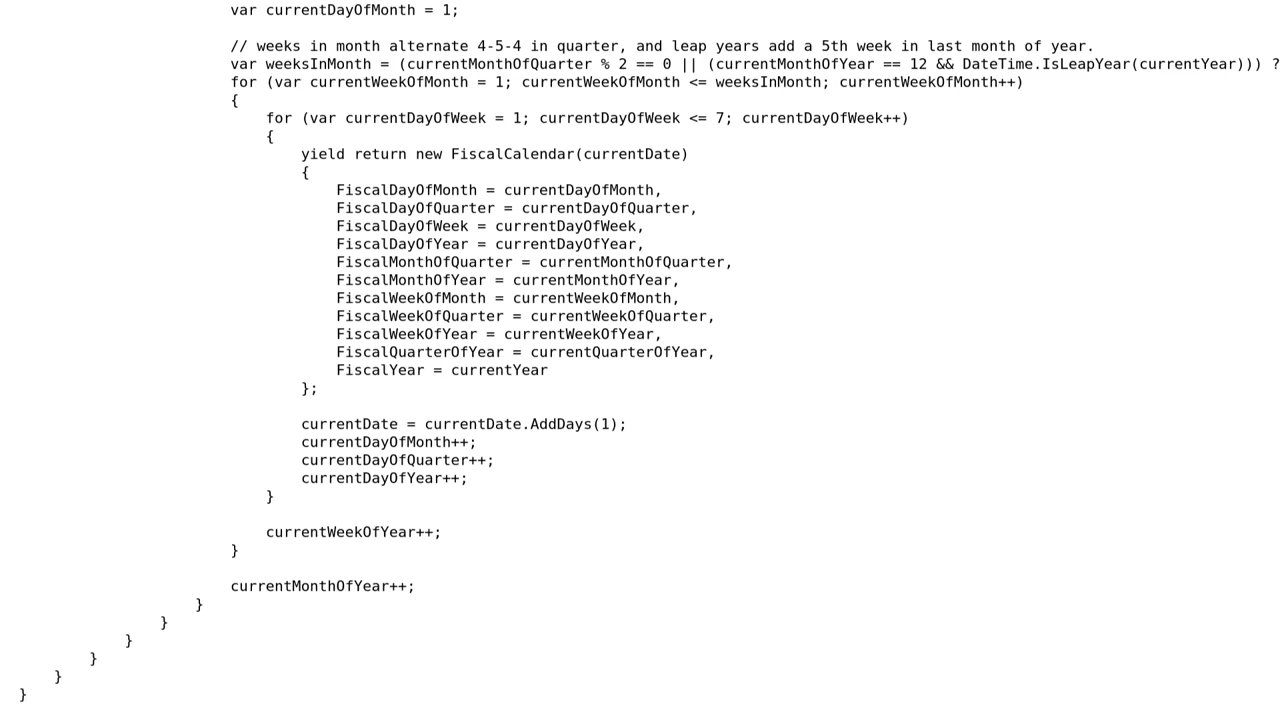 var currentDayOfMonth = 1;
// weeks in month alternate 4-5-4 in quarter, and leap years add a 5th week in last month of year.
var weeksInMonth = (currentMonthOfQuarter % 2 == 0 || (currentMonthOfYear == 12 && DateTime.IsLeapYear(currentYear))) ?
for (var currentWeekOfMonth = 1; currentWeekOfMonth <= weeksInMonth; currentWeekOfMonth++)
{
for (var currentDayOfWeek = 1; currentDayOfWeek <= 7; currentDayOfWeek++)
{
yield return new FiscalCalendar(currentDate)
{
FiscalDayOfMonth = currentDayOfMonth,
FiscalDayOfQuarter = currentDayOfQuarter,
FiscalDayOfWeek = currentDayOfWeek,
FiscalDayOfYear = currentDayOfYear,
FiscalMonthOfQuarter = currentMonthOfQuarter,
FiscalMonthOfYear = currentMonthOfYear,
FiscalWeekOfMonth = currentWeekOfMonth,
FiscalWeekOfQuarter = currentWeekOfQuarter,
FiscalWeekOfYear = currentWeekOfYear,
FiscalQuarterOfYear = currentQuarterOfYear,
FiscalYear = currentYear
};
currentDate = currentDate.AddDays(1);
currentDayOfMonth++;
currentDayOfQuarter++;
currentDayOfYear++;
}
currentWeekOfYear++;
}
currentMonthOfYear++;
}
}
}
}
}
}